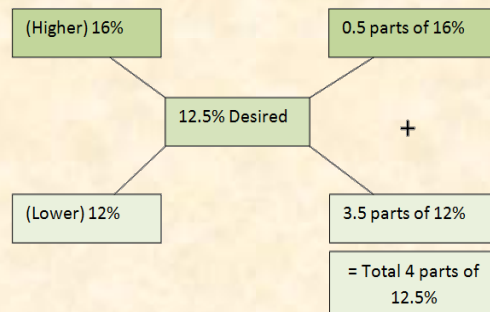 (Higher) 16%
0.5 parts of 16%
12.5% Desired
+
(Lower) 12%
3.5 parts of 12%
= Total 4 parts of
12.5%